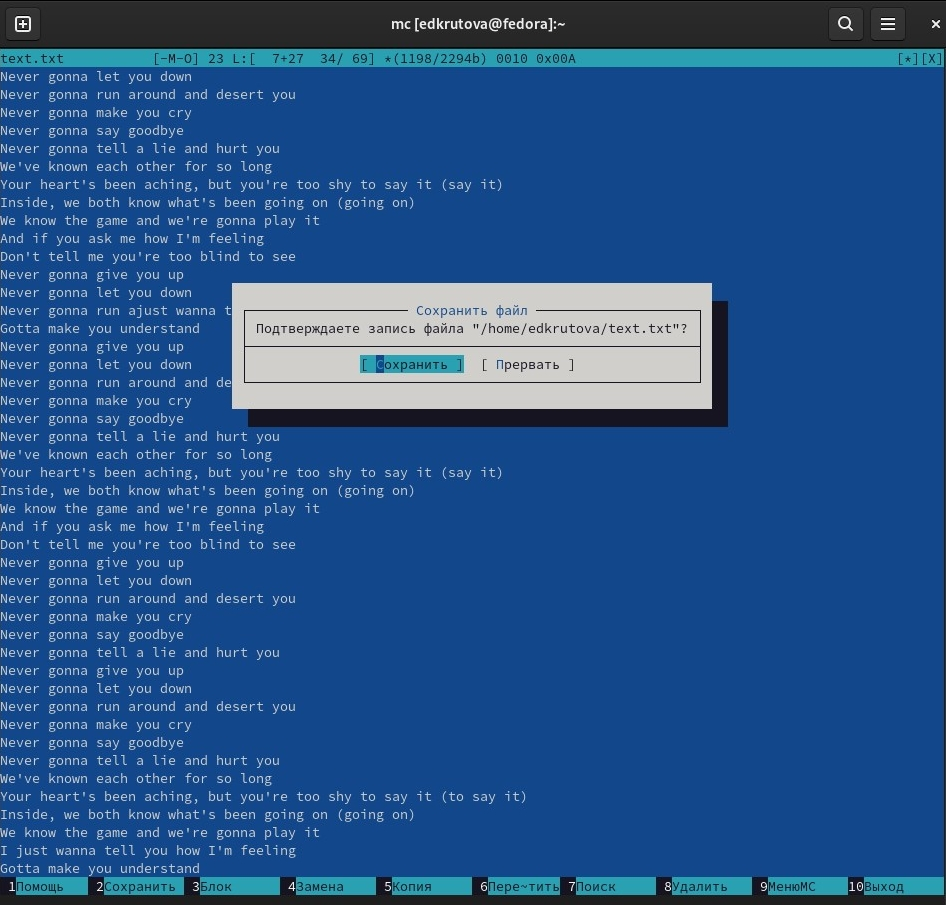 mc [edkrutova@fedora]:~
text.txt [-M-O] 23 L:[ 7+27 34/ 69] *(1198/2294b) 0010 0x00A [*][X]
Never gonna let you down
Never gonna run around and desert you
Never gonna make you cry
Never gonna say goodbye
Never gonna tell a lie and hurt you
We've known each other for so long
Your heart's been aching, but you're too shy to say it (say it)
Inside, we both know what's been going on (going on)
We know the game and we're gonna play it
And if you ask me how I'm feeling
Don't tell me you're too blind to see
Never gonna give you up
Never gonna let you down
Never gonna run ajust wanna t
Gotta make you understand
Never gonna give you up
Never gonna let you down
Never gonna run around and de
Never gonna make you cry
Never gonna say goodbye
Сохранить файл
Подтверждаете запись файла "/home/edkrutova/text.txt"?
[ Сохранить ] [ Прервать ]
Never gonna tell a lie and hurt you
We've known each other for so long
Your heart's been aching, but you're too shy to say it (say it)
Inside, we both know what's been going on (going on)
We know the game and we're gonna play it
And if you ask me how I'm feeling
Don't tell me you're too blind to see
Never gonna give you up
Never gonna let you down
Never gonna run around and desert you
Never gonna make you cry
Never gonna say goodbye
Never gonna tell a lie and hurt you
Never gonna give you up
Never gonna let you down
Never gonna run around and desert you
Never gonna make you cry
Never gonna say goodbye
Never gonna tell a lie and hurt you
We've known each other for so long
Your heart's been aching, but you're too shy to say it (to say it)
Inside, we both know what's been going on (going on)
We know the game and we're gonna play it
I just wanna tell you how I'm feeling
Gotta make you understand
1Помощь 2Сохранить 3Блок 4Замена 5Копия 6Пере~тить 7Поиск 8Удалить 9МенюMC 10Выход